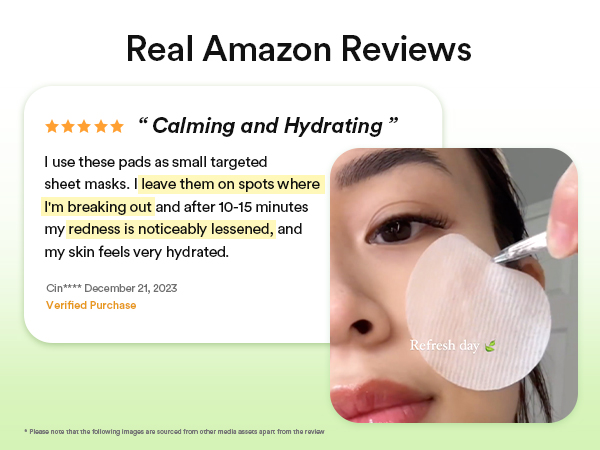 Real Amazon Reviews
★★★★★ “ Calming and Hydrating ”
I use these pads as small targeted
sheet masks. I leave them on spots where
I'm breaking out and after 10-15 minutes
my redness is noticeably lessened, and
my skin feels very hydrated.
Cin**** December 21, 2023
Verified Purchase
Refresh day 🌿
* Please note that the following images are sourced from other media assets apart from the review